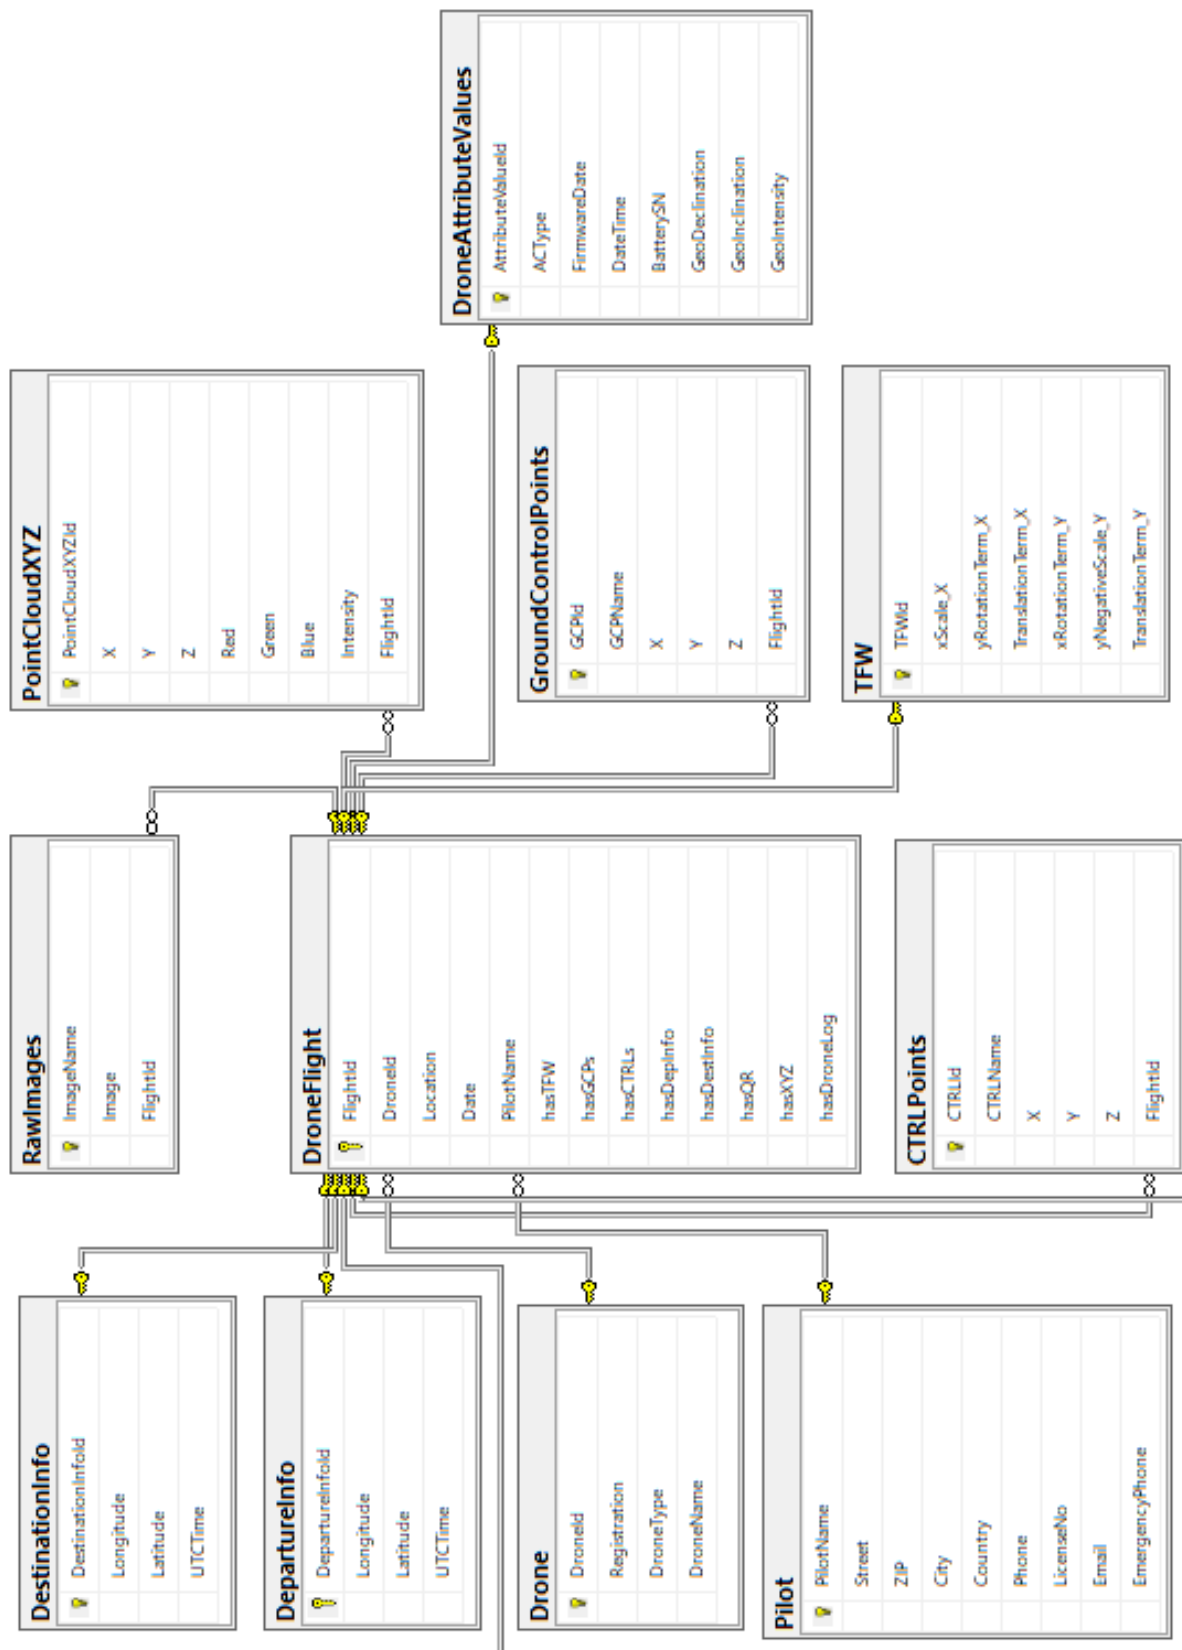 DestinationInfo
DestinationInfoId
Longitude
Latitude
UTCTime
DepartureInfo
DepartureInfoId
Longitude
Latitude
UTCTime
Drone
DroneId
Registration
DroneType
DroneName
Pilot
PilotName
Street
ZIP
City
Country
Phone
LicenseNo
Email
EmergencyPhone
RawImages
ImageName
Image
FlightId
DroneFlight
FlightId
DroneId
Location
Date
PilotName
hasTFW
hasGCPs
hasCTRLs
hasDepInfo
hasDestInfo
hasQR
hasXYZ
hasDroneLog
CTRLPoints
CTRLId
CTRLName
X
Y
Z
FlightId
PointCloudXYZ
PointCloudXYZId
X
Y
Z
Red
Green
Blue
Intensity
FlightId
GroundControlPoints
GCPId
GCPName
X
Y
Z
FlightId
TFW
TFWId
xScale_X
yRotationTerm_X
TranslationTerm_X
xRotationTerm_Y
yNegativeScale_Y
TranslationTerm_Y
DroneAttributeValues
AttributeValueId
ACType
FirmwareDate
DateTime
BatterySN
GeoDeclination
GeoInclination
GeoIntensity